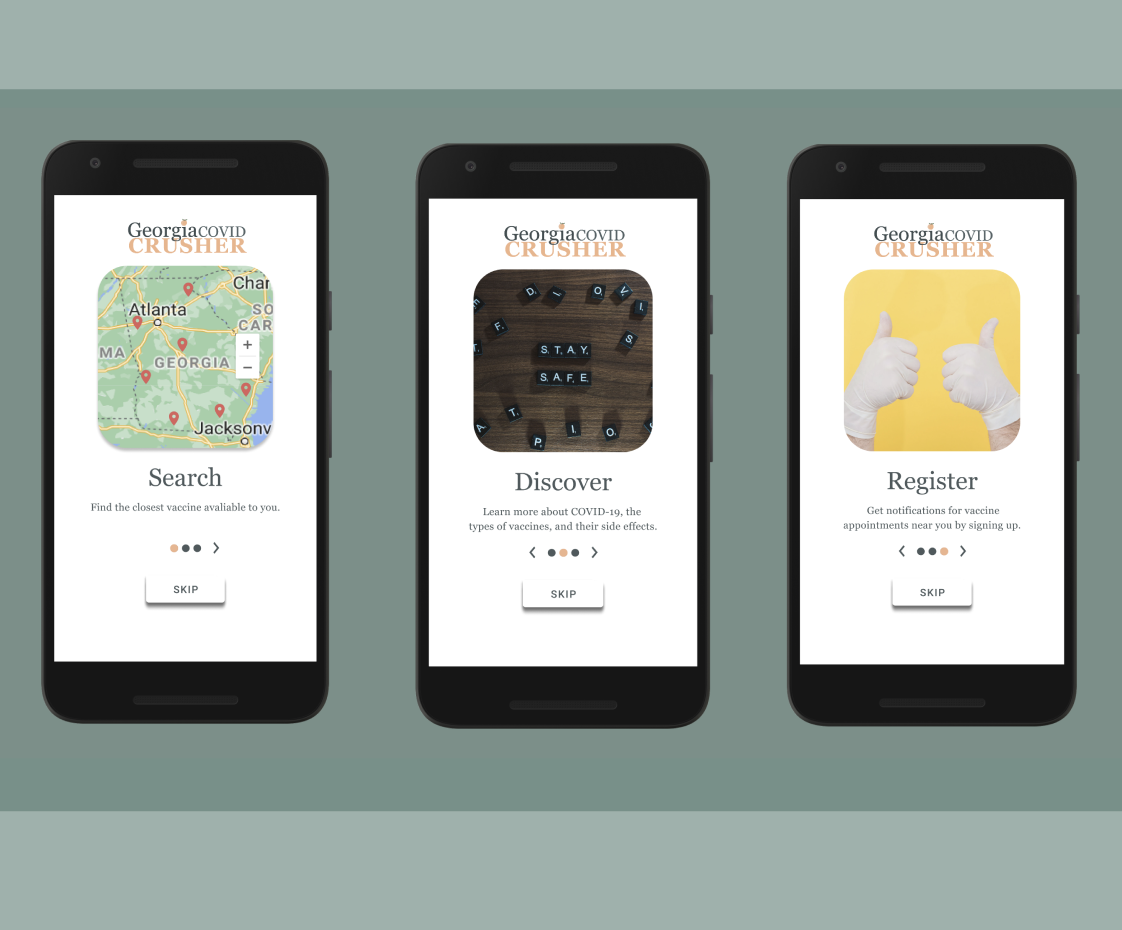 GeorgiaCOVID
CRUSHER
Char
Atlanta
SO
CAR
MA
GEORGIA
+
−
Jacksonv
Search
Find the closest vaccine avaliable to you.
SKIP
GeorgiaCOVID
CRUSHER
D I O V I
S
F
T
STAY
SAFE
A T P I O
Discover
Learn more about COVID-19, the
types of vaccines, and their side effects.
SKIP
GeorgiaCOVID
CRUSHER
Register
Get notifications for vaccine
appointments near you by signing up.
SKIP